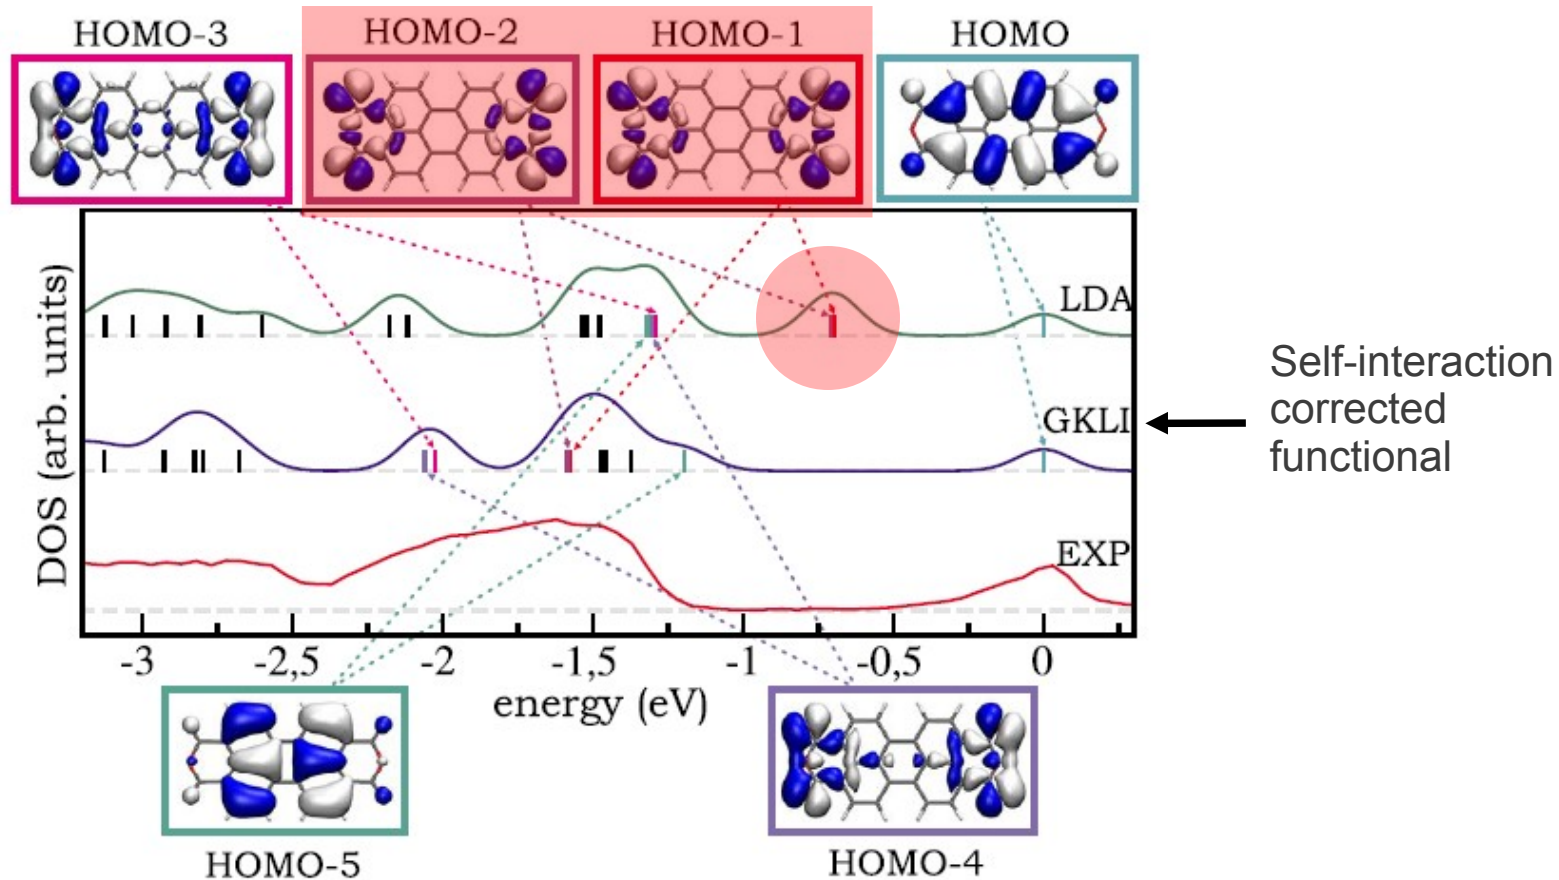 HOMO-3
HOMO-2
HOMO-1
HOMO
LDA
GKLI
EXP
DOS (arb. units)
-3
-2,5
-2
-1,5
-1
-0,5
0
energy (eV)
HOMO-5
HOMO-4
Self-interaction
corrected
functional